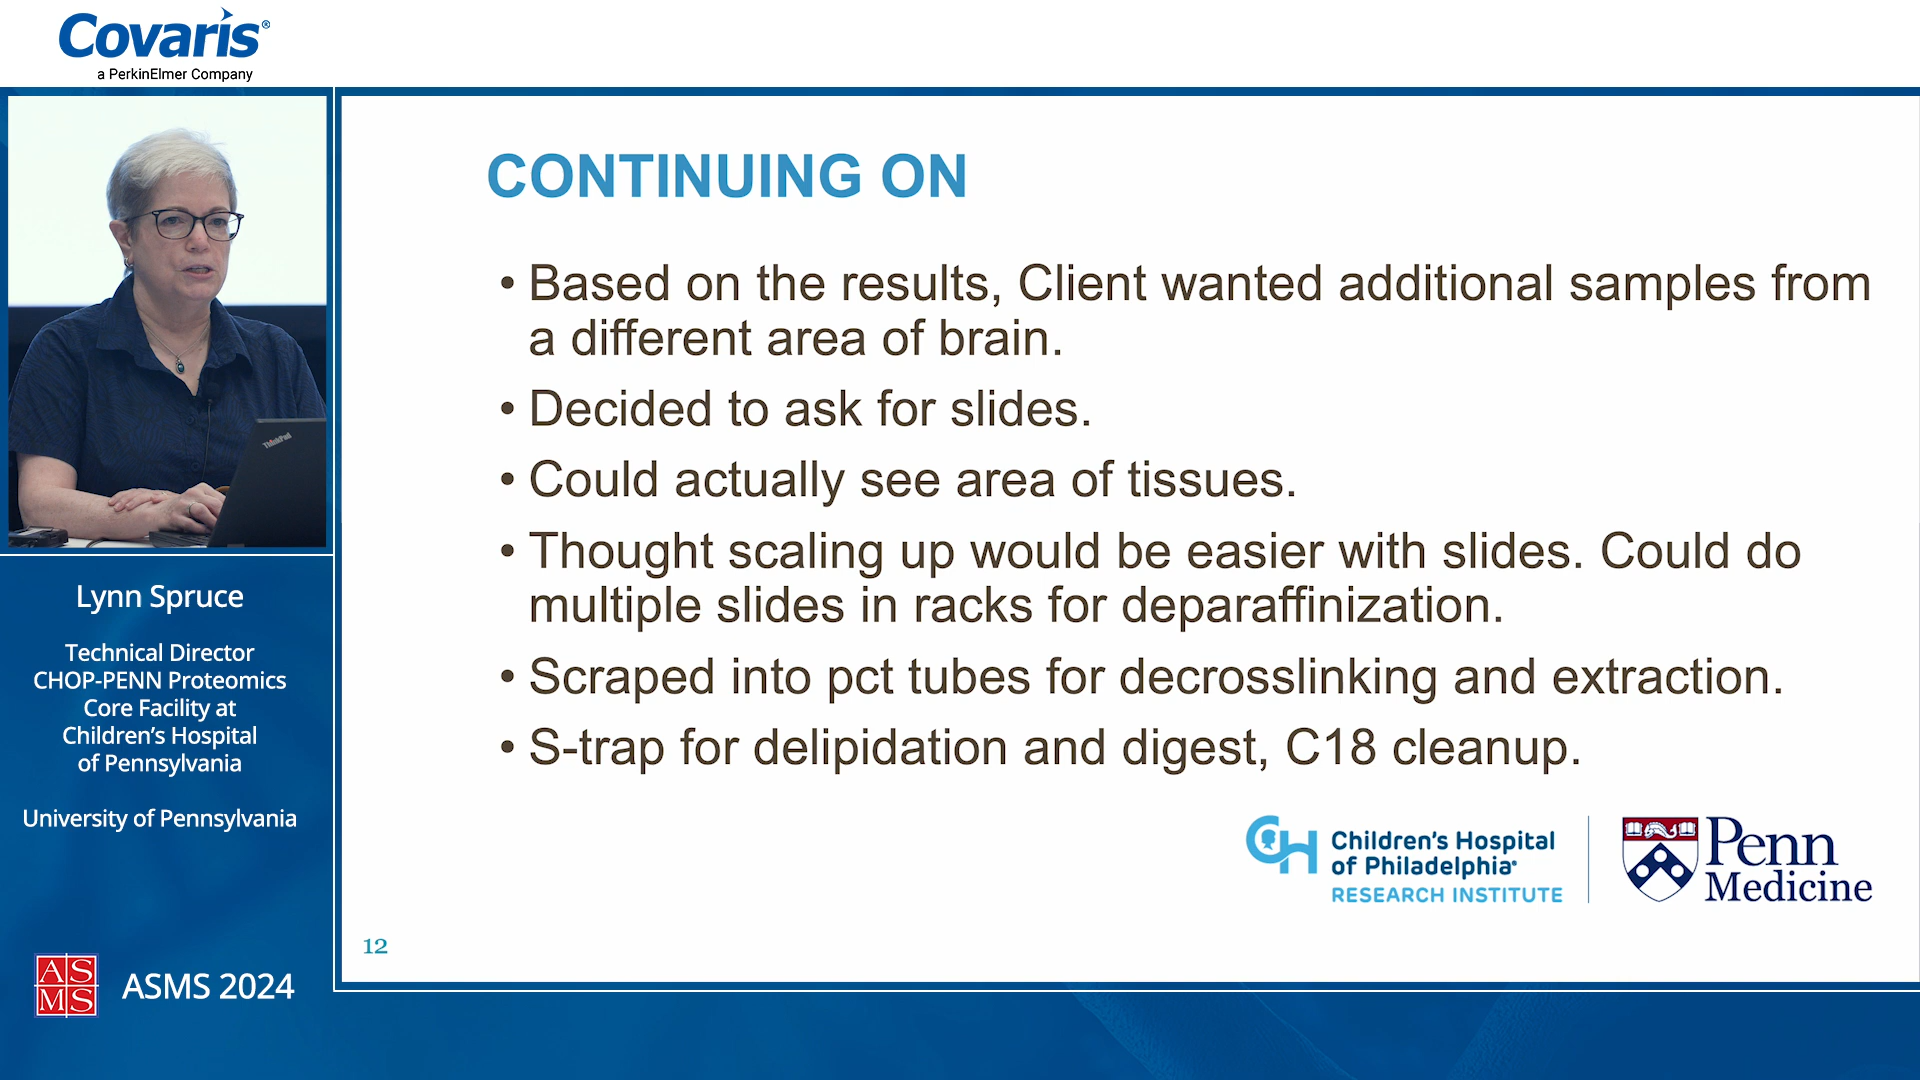 Covaris®
a PerkinElmer Company
ThinkPad
Lynn Spruce
Technical Director
CHOP-PENN Proteomics
Core Facility at
Children’s Hospital
of Pennsylvania
University of Pennsylvania
AS
MS
ASMS 2024
CONTINUING ON
• Based on the results, Client wanted additional samples from
a different area of brain.
• Decided to ask for slides.
• Could actually see area of tissues.
• Thought scaling up would be easier with slides. Could do
multiple slides in racks for deparaffinization.
• Scraped into pct tubes for decrosslinking and extraction.
• S-trap for delipidation and digest, C18 cleanup.
CH
Children’s Hospital
of Philadelphia
RESEARCH INSTITUTE
Penn
Medicine
12